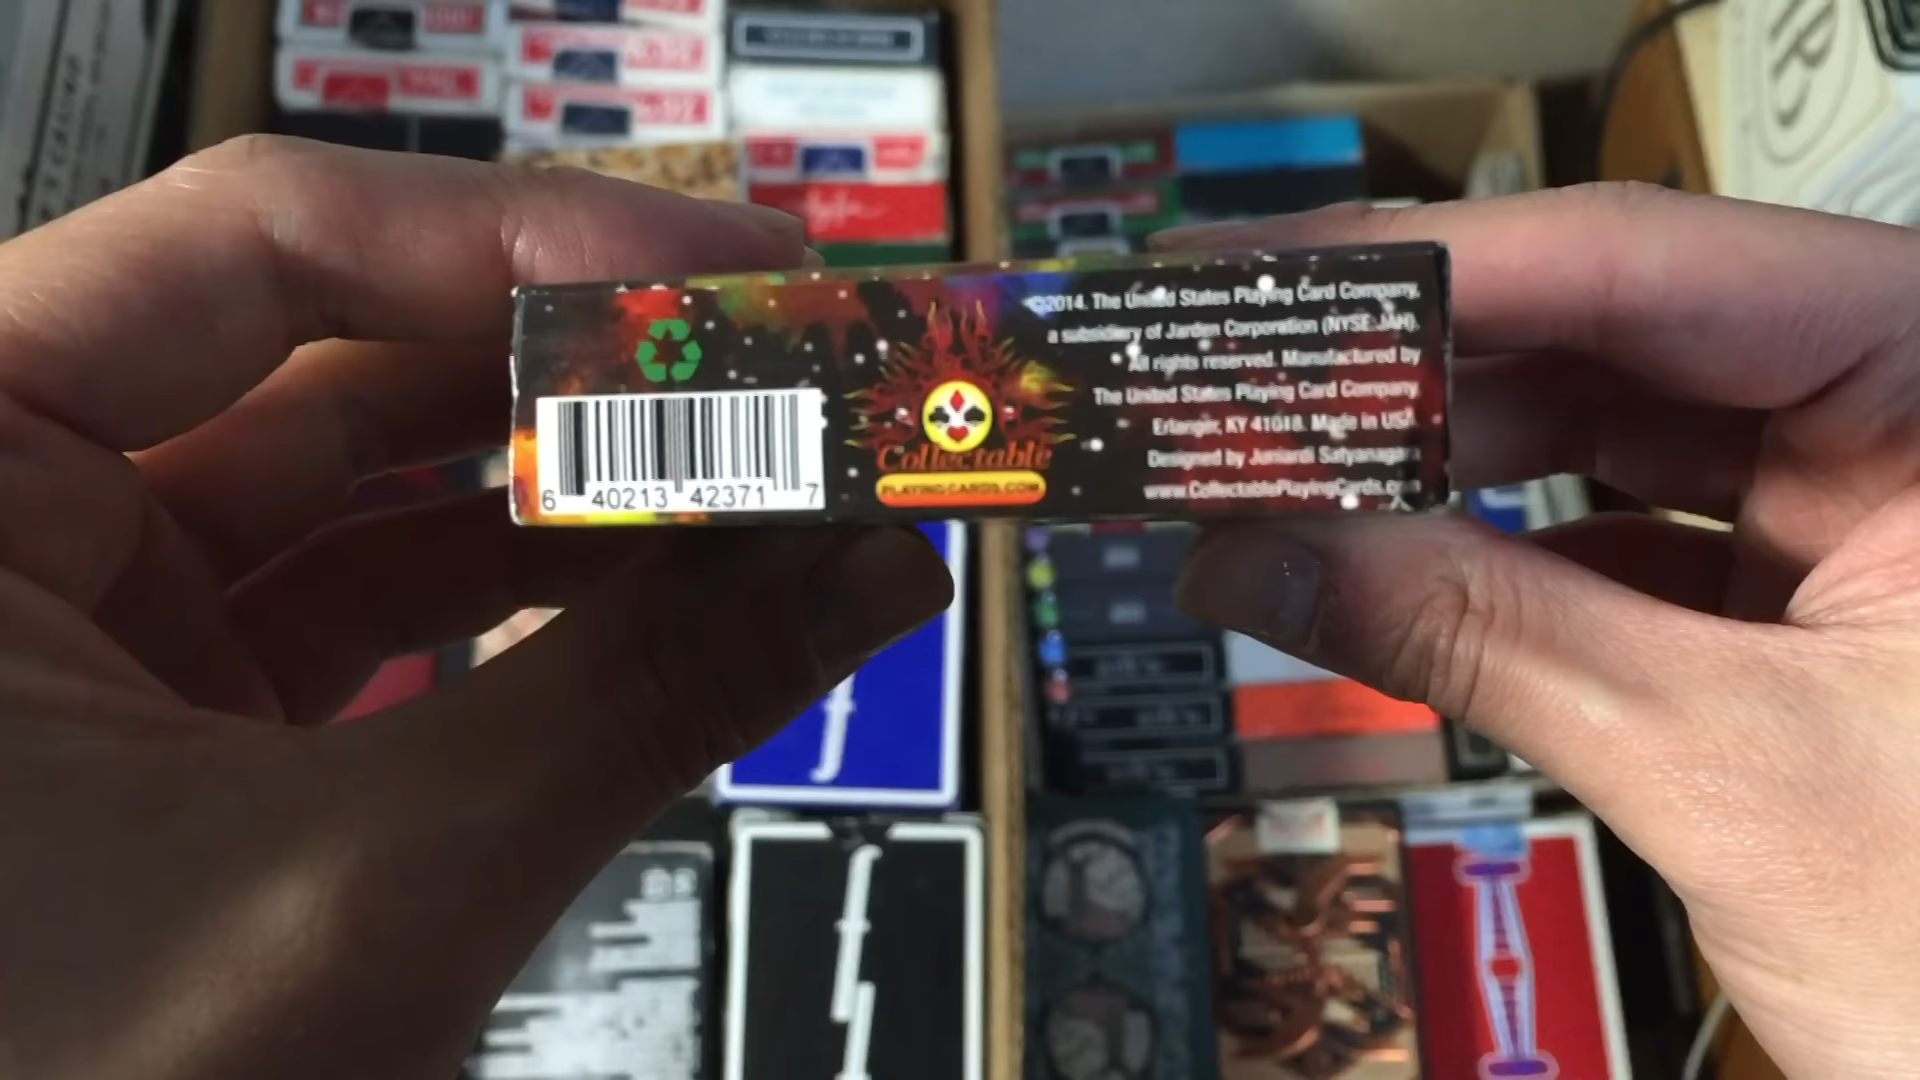 ©2014. The United States Playing Card Company,
a subsidiary of Jarden Corporation (NYSE:JAH).
All rights reserved. Manufactured by
The United States Playing Card Company
Erlanger, KY 41018. Made in USA.
Designed by Juniardi Satyanagara
www.CollectablePlayingCards.com
Collectable
PLAYINGCARDS.COM
6 40213 42371 7